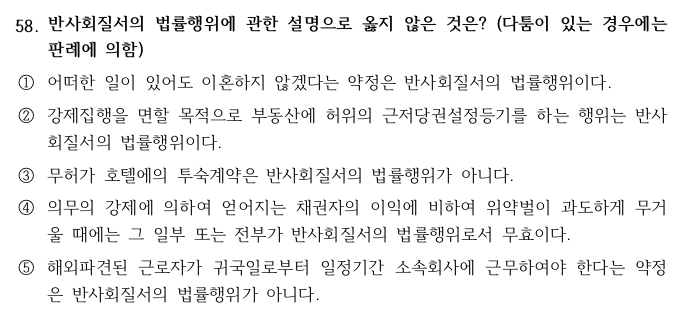 58. 반사회질서의 법률행위에 관한 설명으로 옳지 않은 것은? (다툼이 있는 경우에는
판례에 의함)
① 어떠한 일이 있어도 이혼하지 않겠다는 약정은 반사회질서의 법률행위이다.
② 강제집행을 면할 목적으로 부동산에 허위의 근저당권설정등기를 하는 행위는 반사
회질서의 법률행위이다.
③ 무허가 호텔에의 투숙계약은 반사회질서의 법률행위가 아니다.
④ 의무의 강제에 의하여 얻어지는 채권자의 이익에 비하여 위약벌이 과도하게 무거
울 때에는 그 일부 또는 전부가 반사회질서의 법률행위로서 무효이다.
⑤ 해외파견된 근로자가 귀국일로부터 일정기간 소속회사에 근무하여야 한다는 약정
은 반사회질서의 법률행위가 아니다.